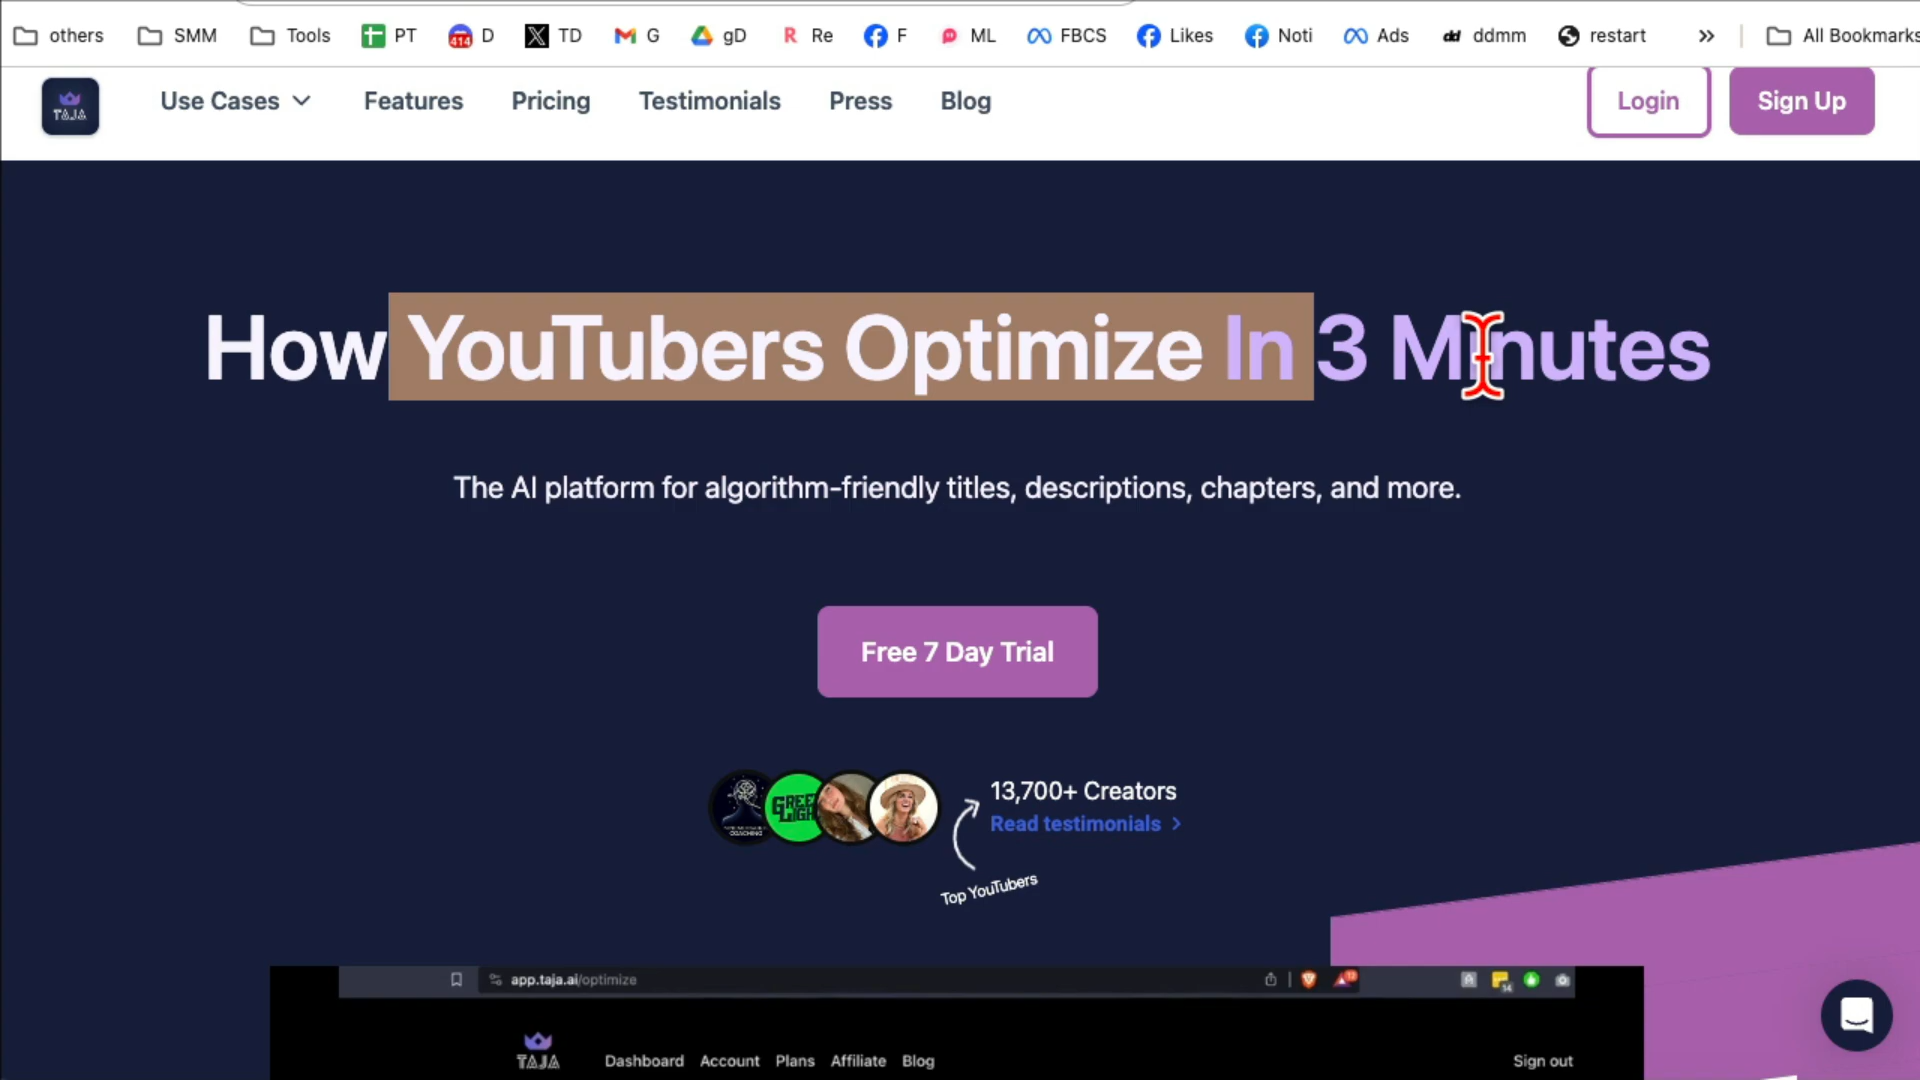 others SMM Tools PT 414 D TD G gD R Re F ML FBCS Likes Noti Ads dd ddmm restart >> All Bookmarks
TAJA Use Cases Features Pricing Testimonials Press Blog Login Sign Up
How YouTubers Optimize In 3 Minutes
The AI platform for algorithm-friendly titles, descriptions, chapters, and more.
Free 7 Day Trial
13,700+ Creators
Read testimonials >
Top YouTubers
app.taja.ai/optimize
TAJA Dashboard Account Plans Affiliate Blog Sign out